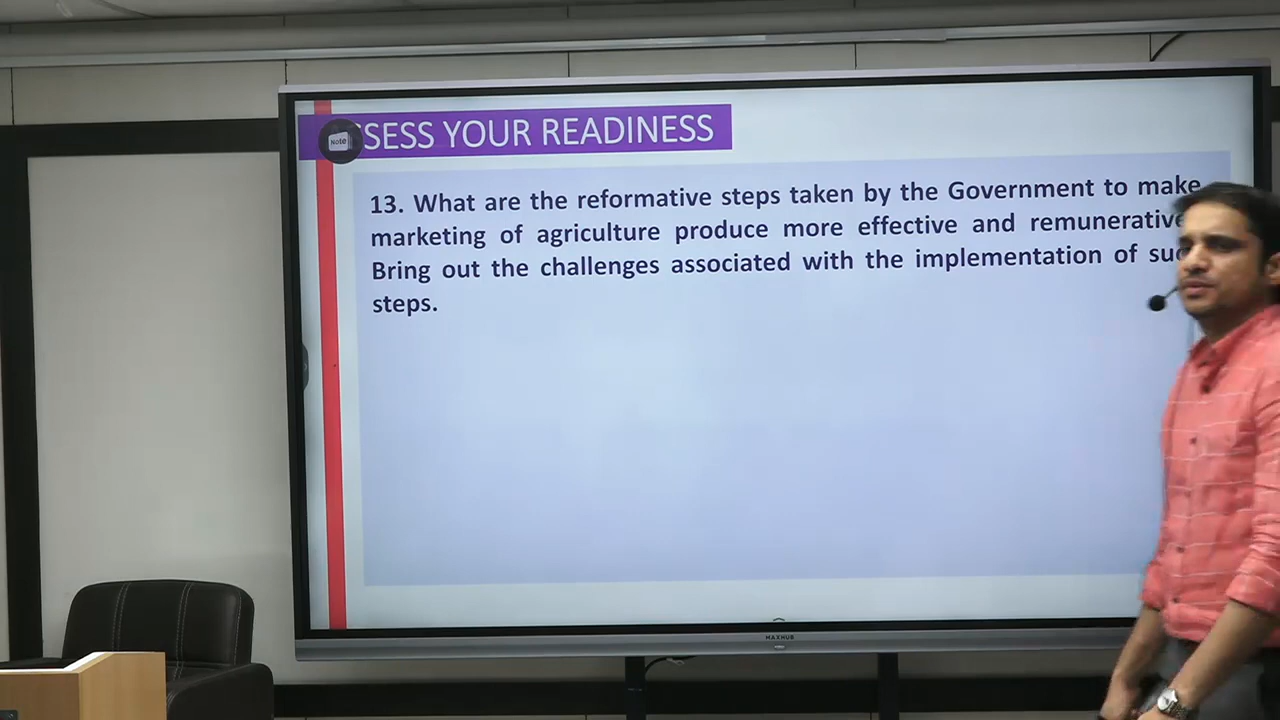 SESS YOUR READINESS
Note
13. What are the reformative steps taken by the Government to make
marketing of agriculture produce more effective and remunerative
Bring out the challenges associated with the implementation of
steps.
MAXHUB